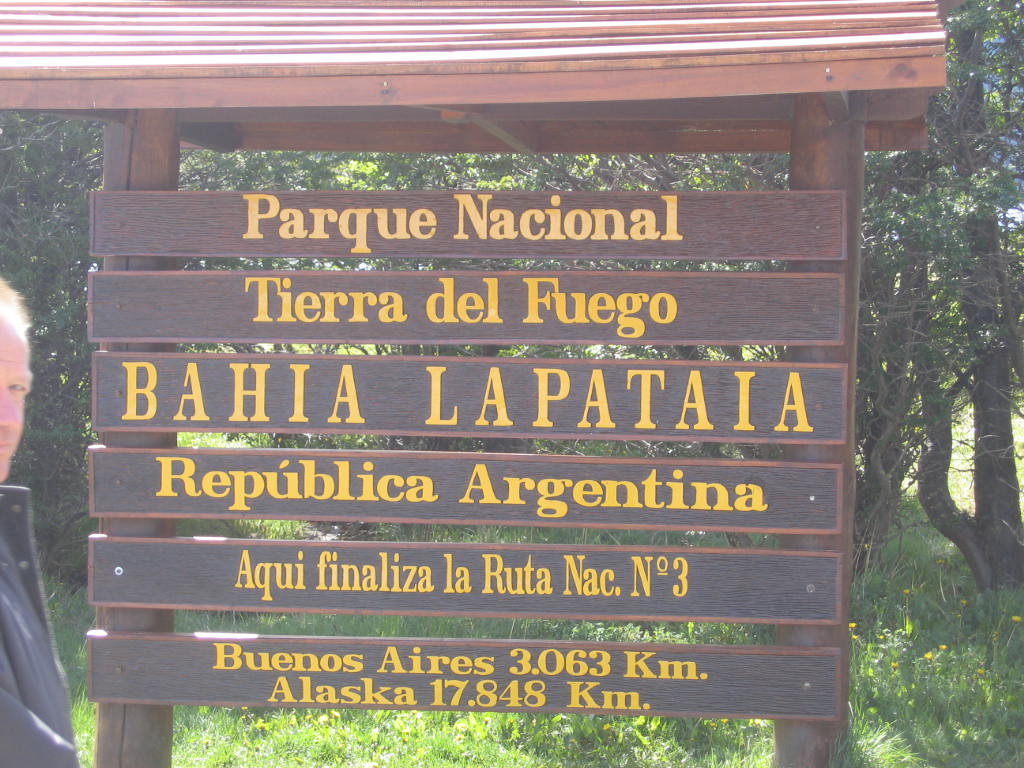 Parque Nacional
Tierra del Fuego
BAHIA LAPATAIA
República Argentina
Aqui finaliza la Ruta Nac. Nº3
Buenos Aires 3.063 Km.
Alaska 17.848 Km.